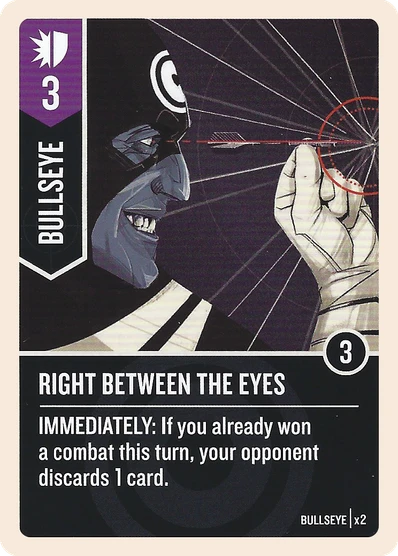 3
BULLSEYE
3
RIGHT BETWEEN THE EYES
IMMEDIATELY: If you already won
a combat this turn, your opponent
discards 1 card.
BULLSEYE | x2